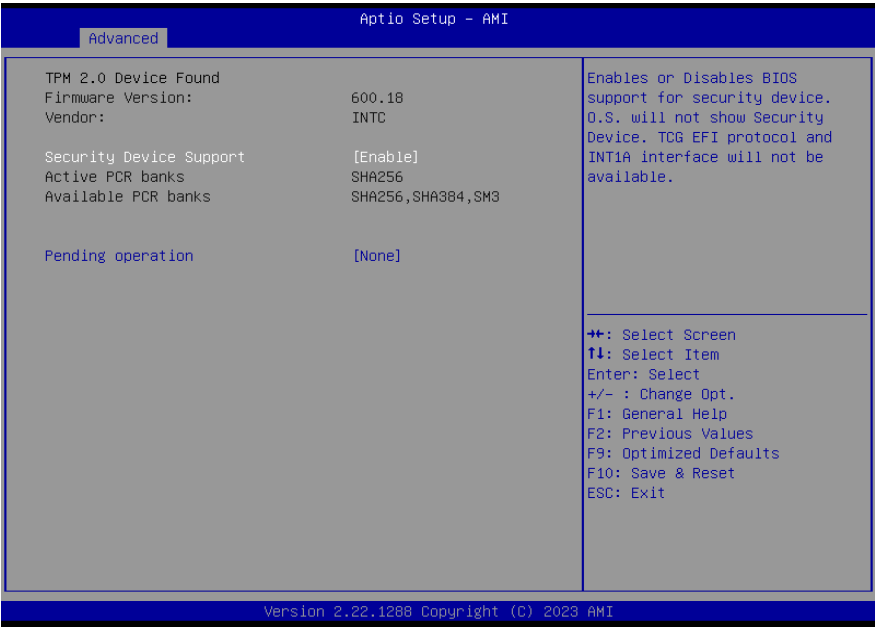 Aptio Setup – AMI
Advanced
TPM 2.0 Device Found
Firmware Version: 600.18
Vendor: INTC
Security Device Support [Enable]
Active PCR banks SHA256
Available PCR banks SHA256,SHA384,SM3
Pending operation [None]
Enables or Disables BIOS
support for security device.
O.S. will not show Security
Device. TCG EFI protocol and
INT1A interface will not be
available.
→←: Select Screen
↑↓: Select Item
Enter: Select
+/- : Change Opt.
F1: General Help
F2: Previous Values
F9: Optimized Defaults
F10: Save & Reset
ESC: Exit
Version 2.22.1288 Copyright (C) 2023 AMI